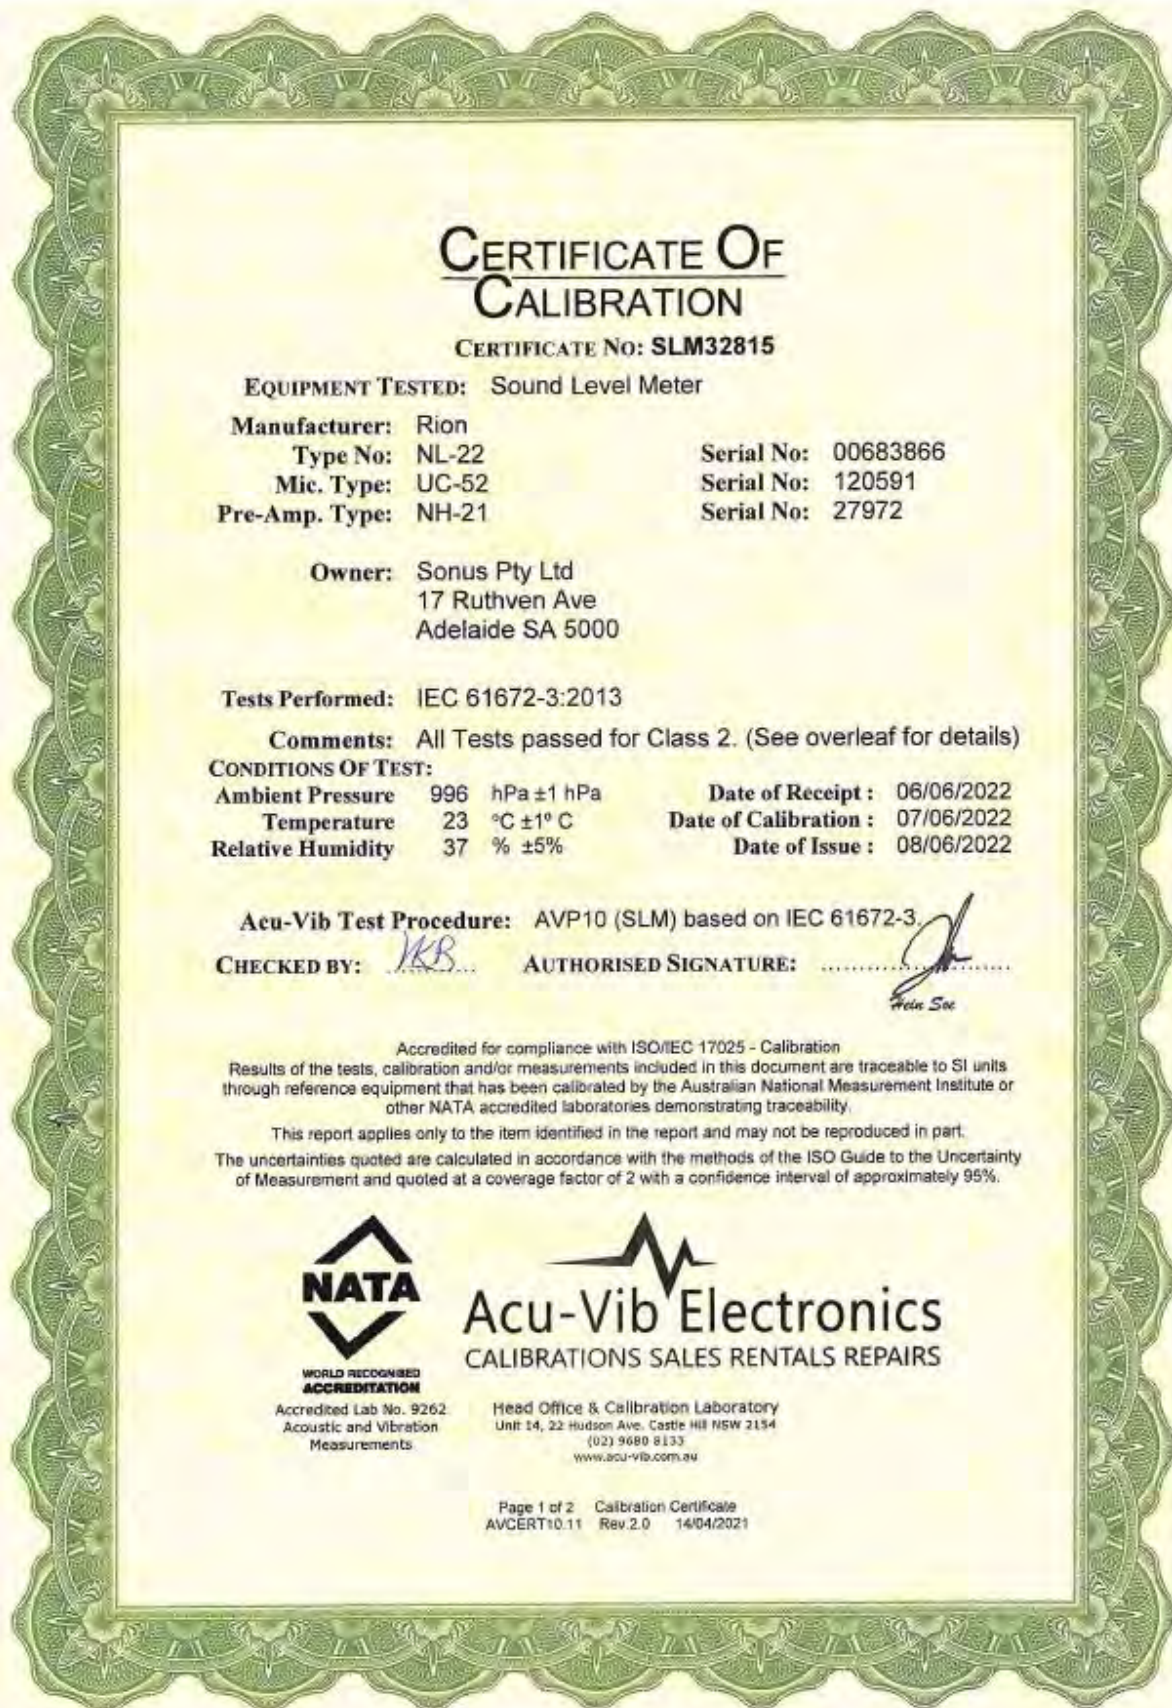 CERTIFICATE OF
CALIBRATION
CERTIFICATE NO: SLM32815
EQUIPMENT TESTED: Sound Level Meter
Manufacturer: Rion
Type No: NL-22 Serial No: 00683866
Mic. Type: UC-52 Serial No: 120591
Pre-Amp. Type: NH-21 Serial No: 27972
Owner: Sonus Pty Ltd
17 Ruthven Ave
Adelaide SA 5000
Tests Performed: IEC 61672-3:2013
Comments: All Tests passed for Class 2. (See overleaf for details)
CONDITIONS OF TEST:
Ambient Pressure 996 hPa ±1 hPa Date of Receipt : 06/06/2022
Temperature 23 °C ±1° C Date of Calibration : 07/06/2022
Relative Humidity 37 % ±5% Date of Issue : 08/06/2022
Acu-Vib Test Procedure: AVP10 (SLM) based on IEC 61672-3.
CHECKED BY: AUTHORISED SIGNATURE:
Hein Soe
Accredited for compliance with ISO/IEC 17025 - Calibration
Results of the tests, calibration and/or measurements included in this document are traceable to SI units
through reference equipment that has been calibrated by the Australian National Measurement Institute or
other NATA accredited laboratories demonstrating traceability.
This report applies only to the item identified in the report and may not be reproduced in part.
The uncertainties quoted are calculated in accordance with the methods of the ISO Guide to the Uncertainty
of Measurement and quoted at a coverage factor of 2 with a confidence interval of approximately 95%.
NATA
WORLD RECOGNISED
ACCREDITATION
Accredited Lab No. 9262
Acoustic and Vibration
Measurements
Acu-Vib Electronics
CALIBRATIONS SALES RENTALS REPAIRS
Head Office & Calibration Laboratory
Unit 14, 22 Hudson Ave. Castle Hill NSW 2154
(02) 9680 8133
www.acu-vib.com.au
Page 1 of 2 Calibration Certificate
AVCERT10.11 Rev.2.0 14/04/2021